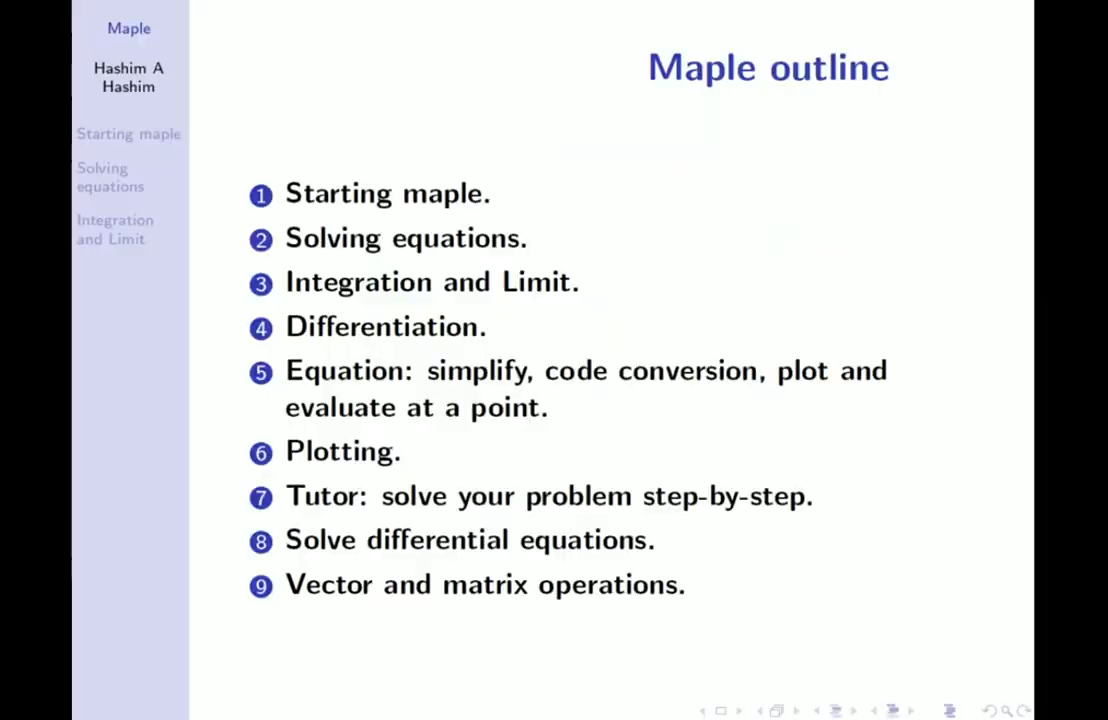 Maple
Hashim A
Hashim
Starting maple
Solving
equations
Integration
and Limit
Maple outline
1 Starting maple.
2 Solving equations.
3 Integration and Limit.
4 Differentiation.
5 Equation: simplify, code conversion, plot and
evaluate at a point.
6 Plotting.
7 Tutor: solve your problem step-by-step.
8 Solve differential equations.
9 Vector and matrix operations.